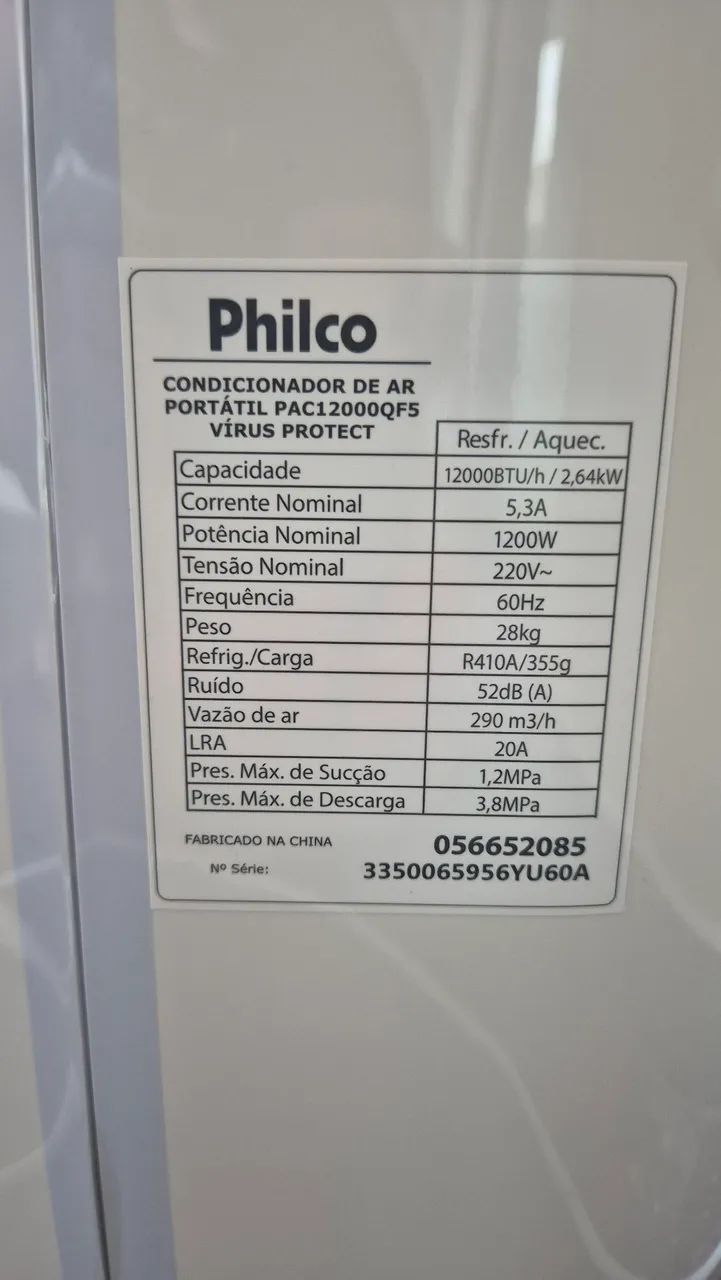 Philco
CONDICIONADOR DE AR
PORTÁTIL PAC12000QF5
VÍRUS PROTECT
Resfr. / Aquec.
Capacidade 12000BTU/h / 2,64kW
Corrente Nominal 5,3A
Potência Nominal 1200W
Tensão Nominal 220V~
Frequência 60Hz
Peso 28kg
Refrig./Carga R410A/355g
Ruído 52dB (A)
Vazão de ar 290 m3/h
LRA 20A
Pres. Máx. de Sucção 1,2MPa
Pres. Máx. de Descarga 3,8MPa
FABRICADO NA CHINA 056652085
Nº Série: 3350065956YU60A